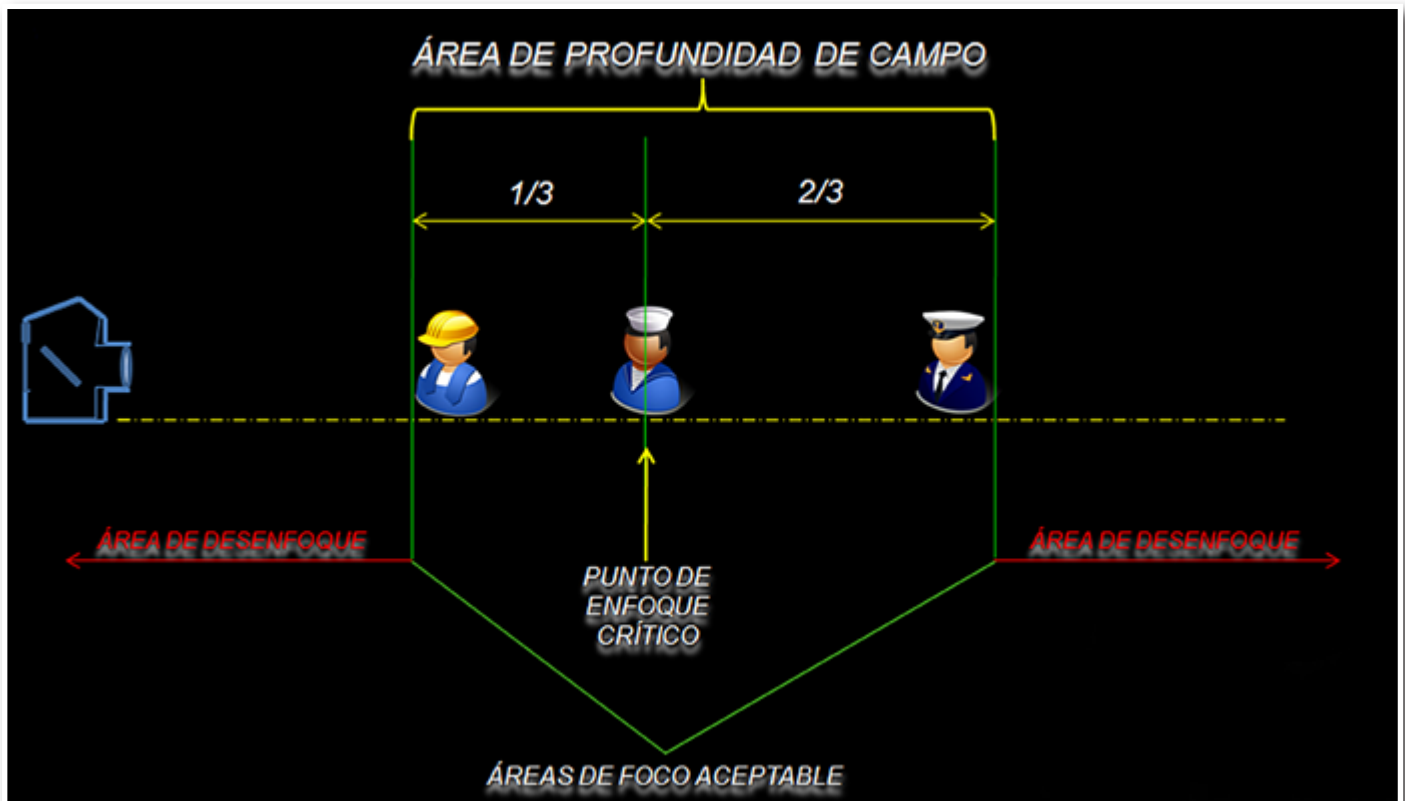 ÁREA DE PROFUNDIDAD DE CAMPO
1/3
2/3
ÁREA DE DESENFOQUE
ÁREA DE DESENFOQUE
PUNTO DE
ENFOQUE
CRÍTICO
ÁREAS DE FOCO ACEPTABLE